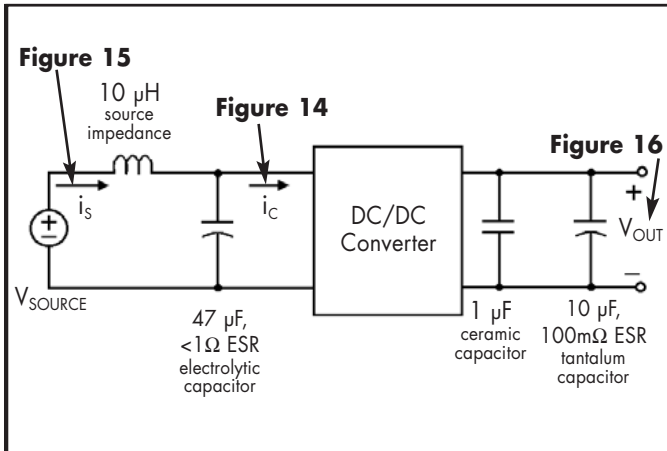 Figure 15
10 µH
source
impedance
Figure 14
Figure 16
i_S
i_C
+
−
V_SOURCE
DC/DC
Converter
+
V_OUT
−
47 µF,
<1Ω ESR
electrolytic
capacitor
1 µF
ceramic
capacitor
10 µF,
100mΩ ESR
tantalum
capacitor